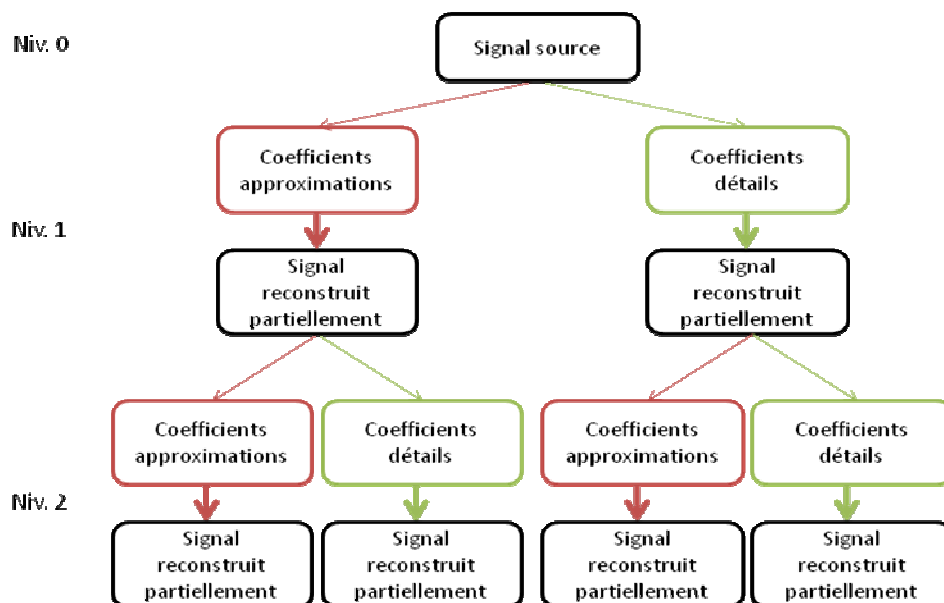 Niv. 0
Signal source
Coefficients
approximations
Coefficients
détails
Niv. 1
Signal
reconstruit
partiellement
Signal
reconstruit
partiellement
Coefficients
approximations
Coefficients
détails
Coefficients
approximations
Coefficients
détails
Niv. 2
Signal
reconstruit
partiellement
Signal
reconstruit
partiellement
Signal
reconstruit
partiellement
Signal
reconstruit
partiellement